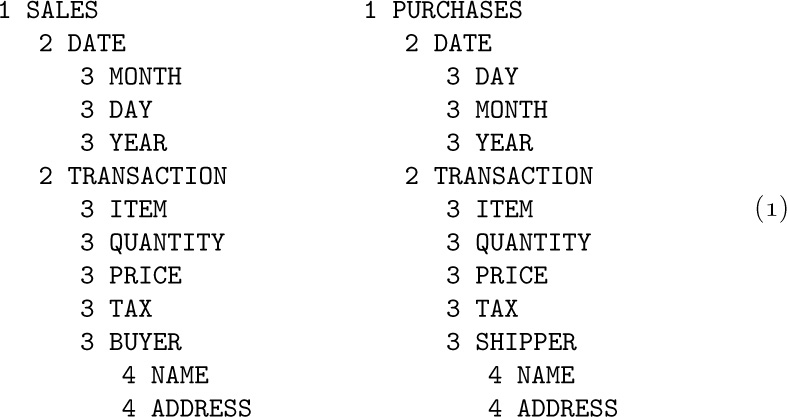 1 SALES 1 PURCHASES
2 DATE 2 DATE
3 MONTH 3 DAY
3 DAY 3 MONTH
3 YEAR 3 YEAR
2 TRANSACTION 2 TRANSACTION
3 ITEM 3 ITEM (1)
3 QUANTITY 3 QUANTITY
3 PRICE 3 PRICE
3 TAX 3 TAX
3 BUYER 3 SHIPPER
4 NAME 4 NAME
4 ADDRESS 4 ADDRESS